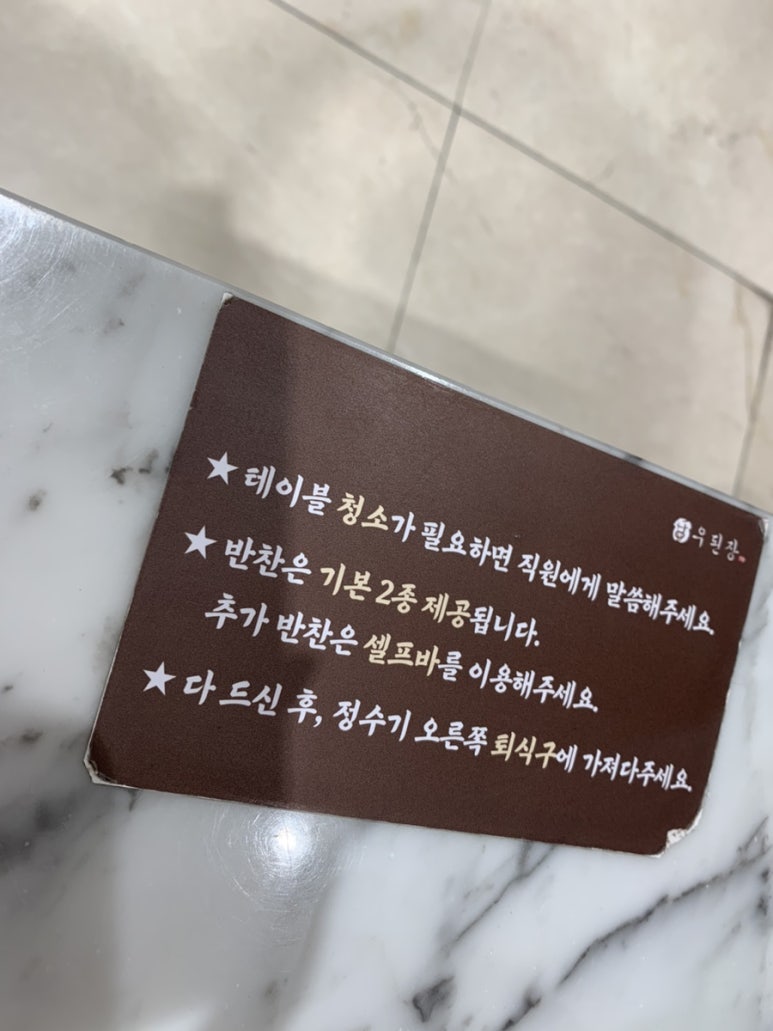 우된장
★ 테이블 청소가 필요하면 직원에게 말씀해주세요.
★ 반찬은 기본 2종 제공됩니다.
추가 반찬은 셀프바를 이용해주세요.
★ 다 드신 후, 정수기 오른쪽 퇴식구에 가져다주세요.